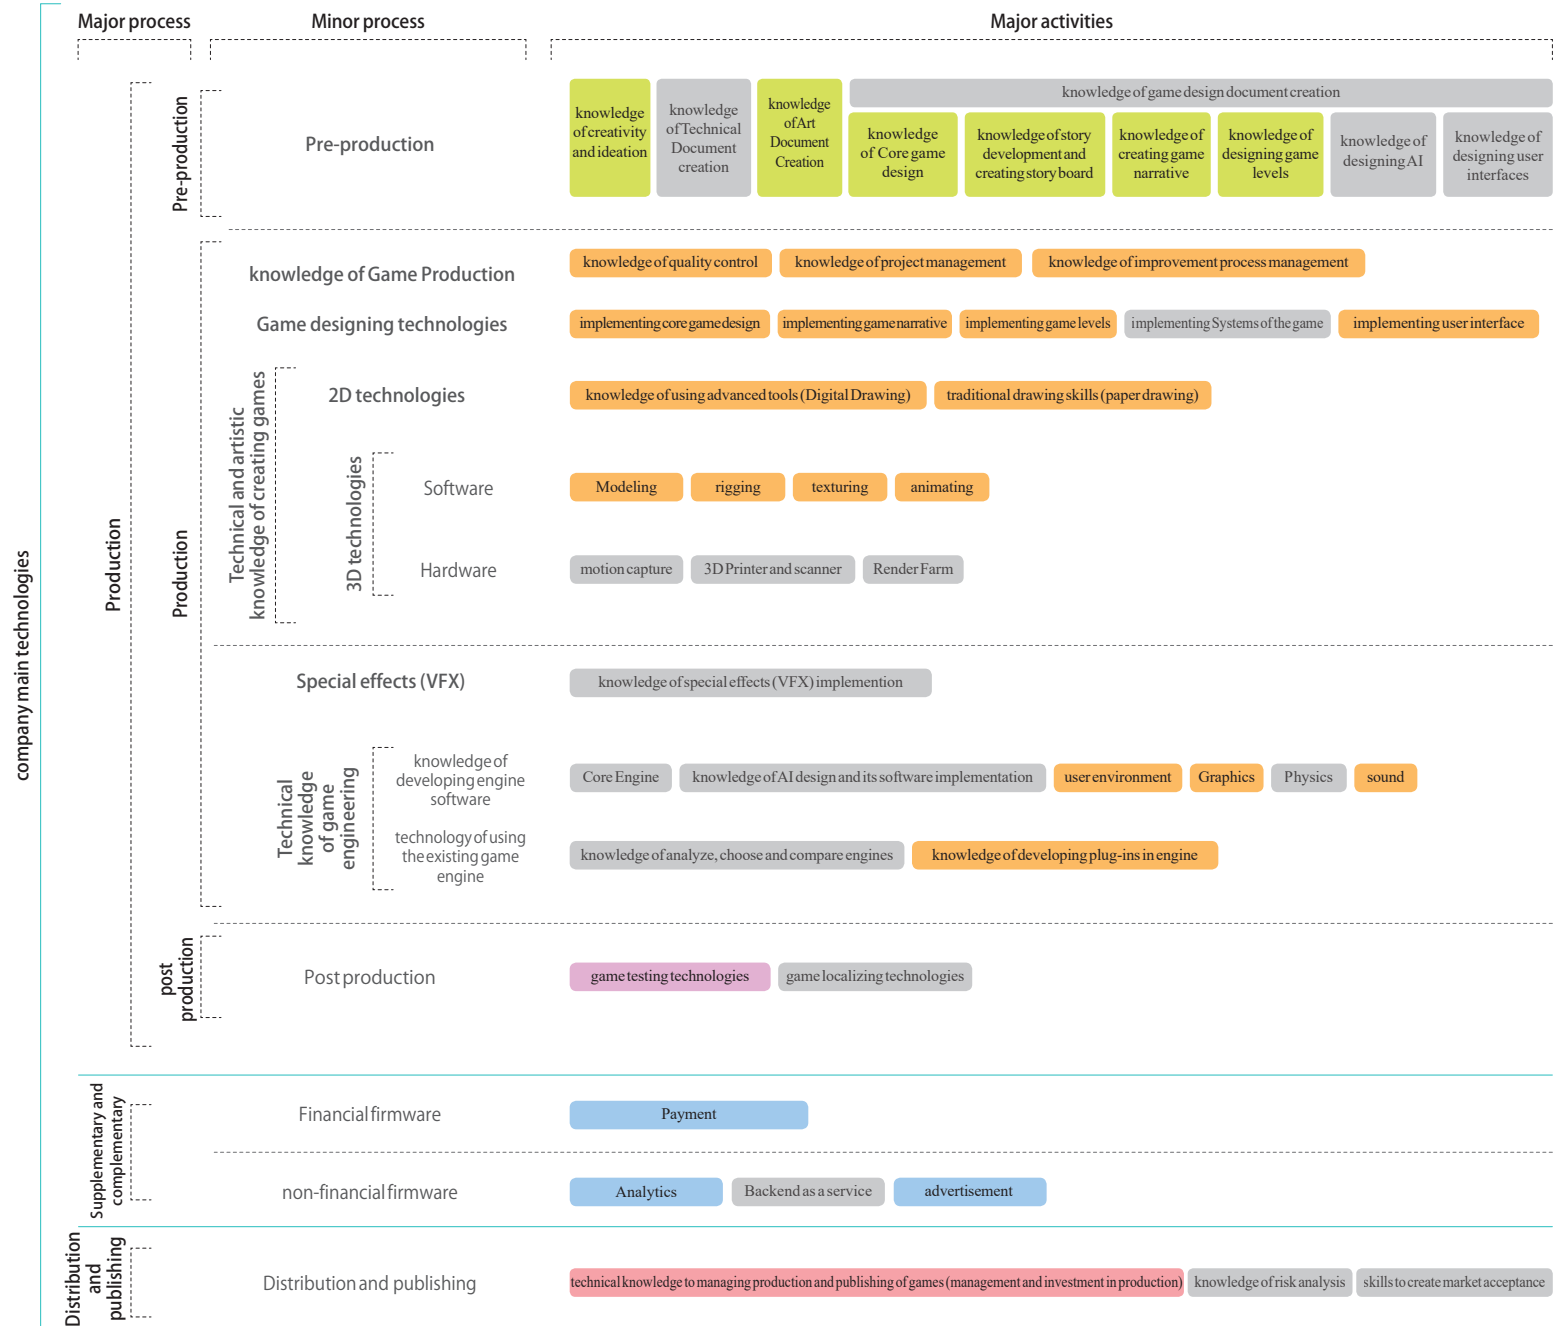 Major process
Minor process
Major activities
company main technologies
Production
Pre-production
Pre-production
knowledge
of creativity
and ideation
knowledge
of Technical
Document
creation
knowledge
of Art
Document
Creation
knowledge of game design document creation
knowledge
of Core game
design
knowledge of story
development and
creating story board
knowledge of
creating game
narrative
knowledge of
designing game
levels
knowledge of
designing AI
knowledge of
designing user
interfaces
Production
knowledge of Game Production
knowledge of quality control
knowledge of project management
knowledge of improvement process management
Game designing technologies
implementing core game design
implementing game narrative
implementing game levels
implementing Systems of the game
implementing user interface
Technical and artistic
knowledge of creating games
2D technologies
knowledge of using advanced tools (Digital Drawing)
traditional drawing skills (paper drawing)
3D technologies
Software
Modeling
rigging
texturing
animating
Hardware
motion capture
3D Printer and scanner
Render Farm
Special effects (VFX)
knowledge of special effects (VFX) implemention
Technical
knowledge
of game
engineering
knowledge of
developing engine
software
Core Engine
knowledge of AI design and its software implementation
user environment
Graphics
Physics
sound
technology of using
the existing game
engine
knowledge of analyze, choose and compare engines
knowledge of developing plug-ins in engine
post
production
Post production
game testing technologies
game localizing technologies
Supplementary and
complementary
Financial firmware
Payment
non-financial firmware
Analytics
Backend as a service
advertisement
Distribution
and
publishing
Distribution and publishing
technical knowledge to managing production and publishing of games (management and investment in production)
knowledge of risk analysis
skills to create market acceptance